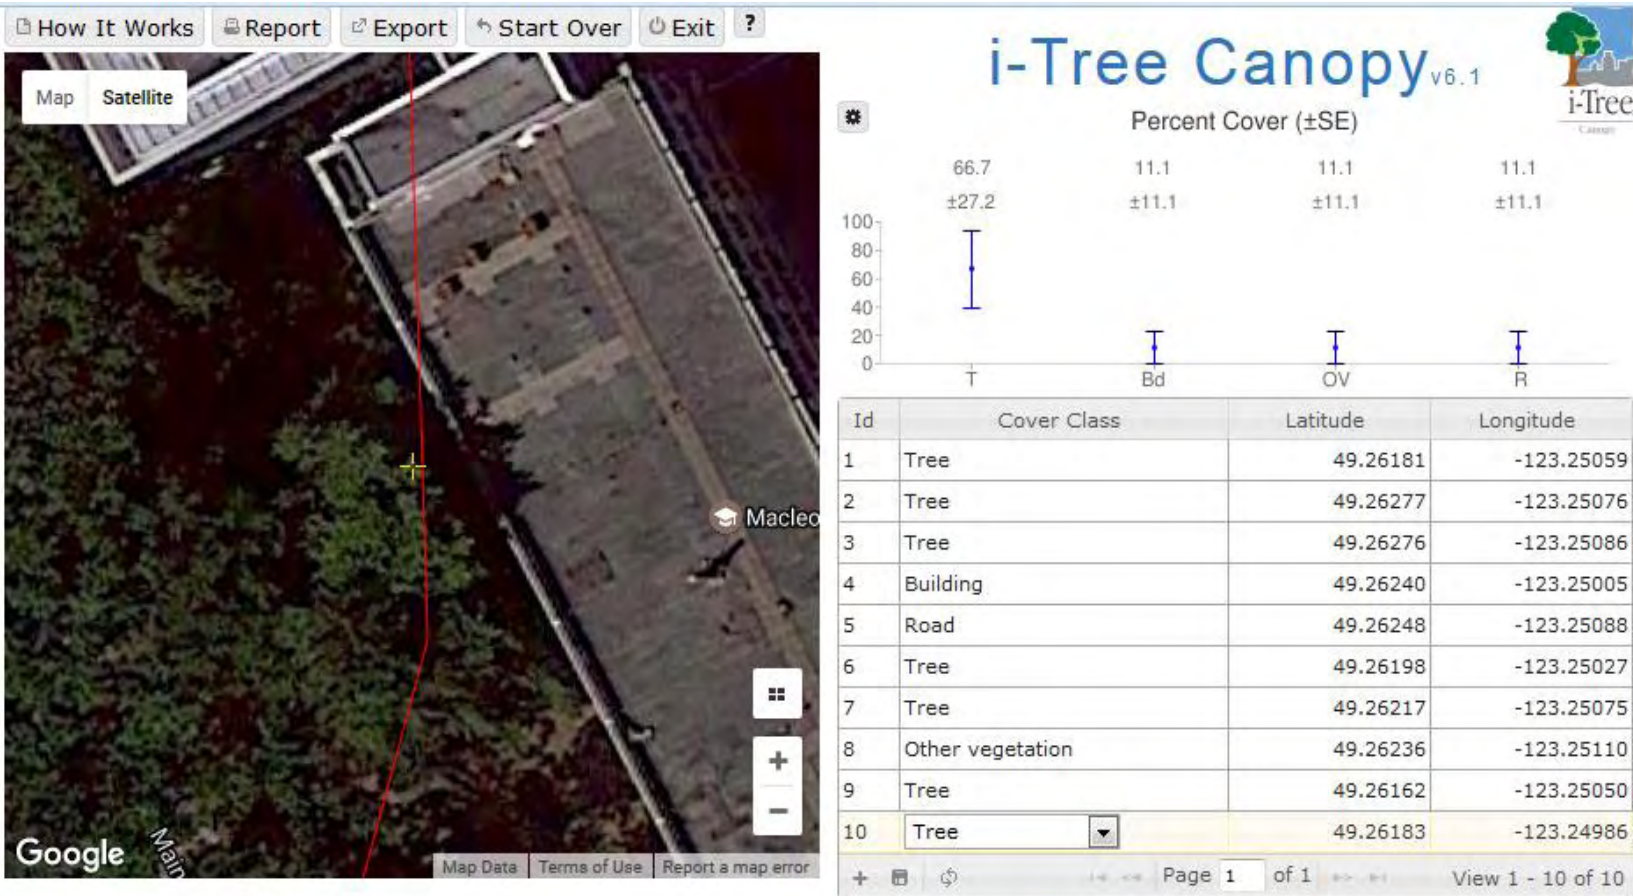 How It Works Report Export Start Over Exit ?
Map Satellite
Macleo
Main
Google
Map Data Terms of Use Report a map error
i-Tree Canopy v6.1
i-Tree
Canopy
Percent Cover (±SE)
66.7 11.1 11.1 11.1
±27.2 ±11.1 ±11.1 ±11.1
100
80
60
40
20
0
T Bd OV R
Id Cover Class Latitude Longitude
1 Tree 49.26181 -123.25059
2 Tree 49.26277 -123.25076
3 Tree 49.26276 -123.25086
4 Building 49.26240 -123.25005
5 Road 49.26248 -123.25088
6 Tree 49.26198 -123.25027
7 Tree 49.26217 -123.25075
8 Other vegetation 49.26236 -123.25110
9 Tree 49.26162 -123.25050
10 Tree 49.26183 -123.24986
Page 1 of 1 View 1 - 10 of 10